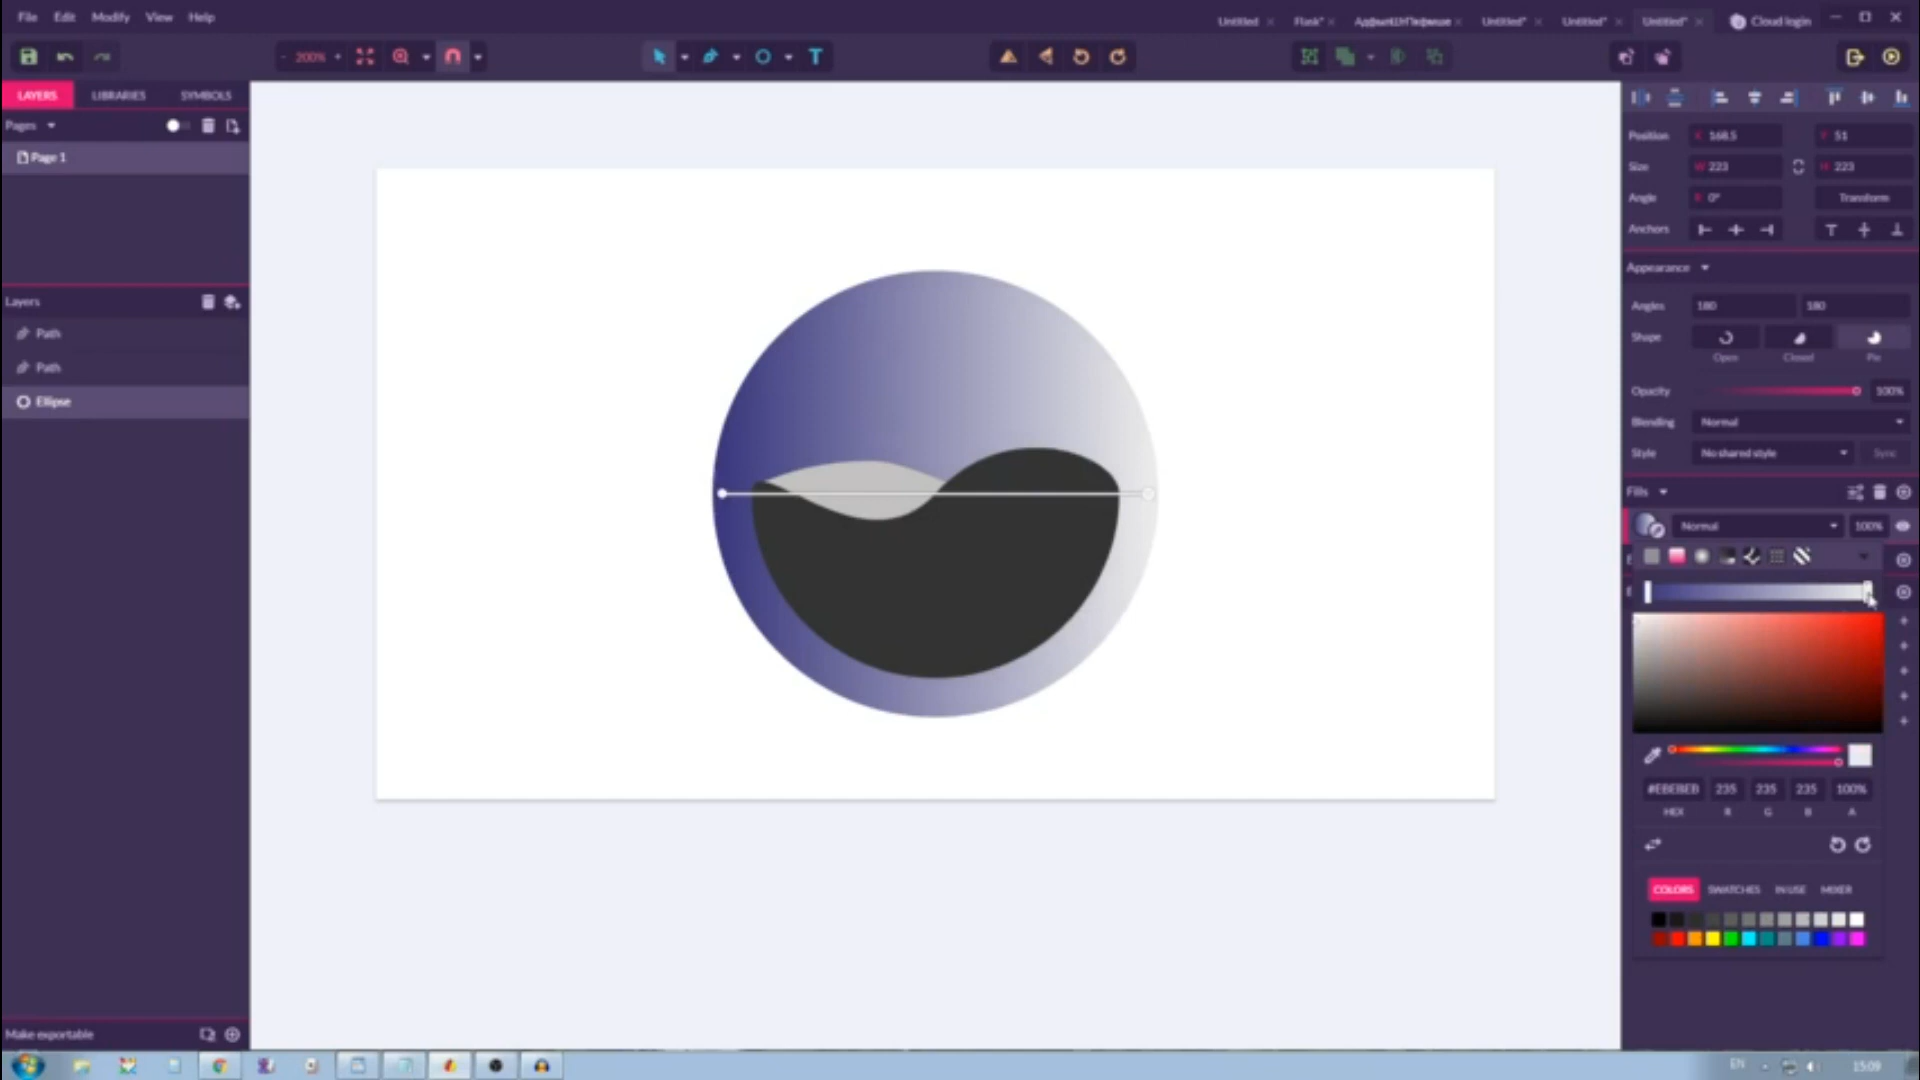 File Edit Modify View Help
Untitled Flask* Untitled* Untitled* Untitled* Cloud login
- 200% + T
LAYERS LIBRARIES SYMBOLS
Pages
Page 1
Layers
Path
Path
Ellipse
Make exportable
Position X 168.5 Y 51
Size W 223 H 223
Angle R 0° Transform
Anchors
Appearance
Angles 180 180
Shape
Open Closed Pie
Opacity 100%
Blending Normal
Style No shared style Sync
Fills
Normal 100%
#EBEBEB 235 235 235 100%
HEX R G B A
COLORS SWATCHES IN USE MIXER
EN 15:09